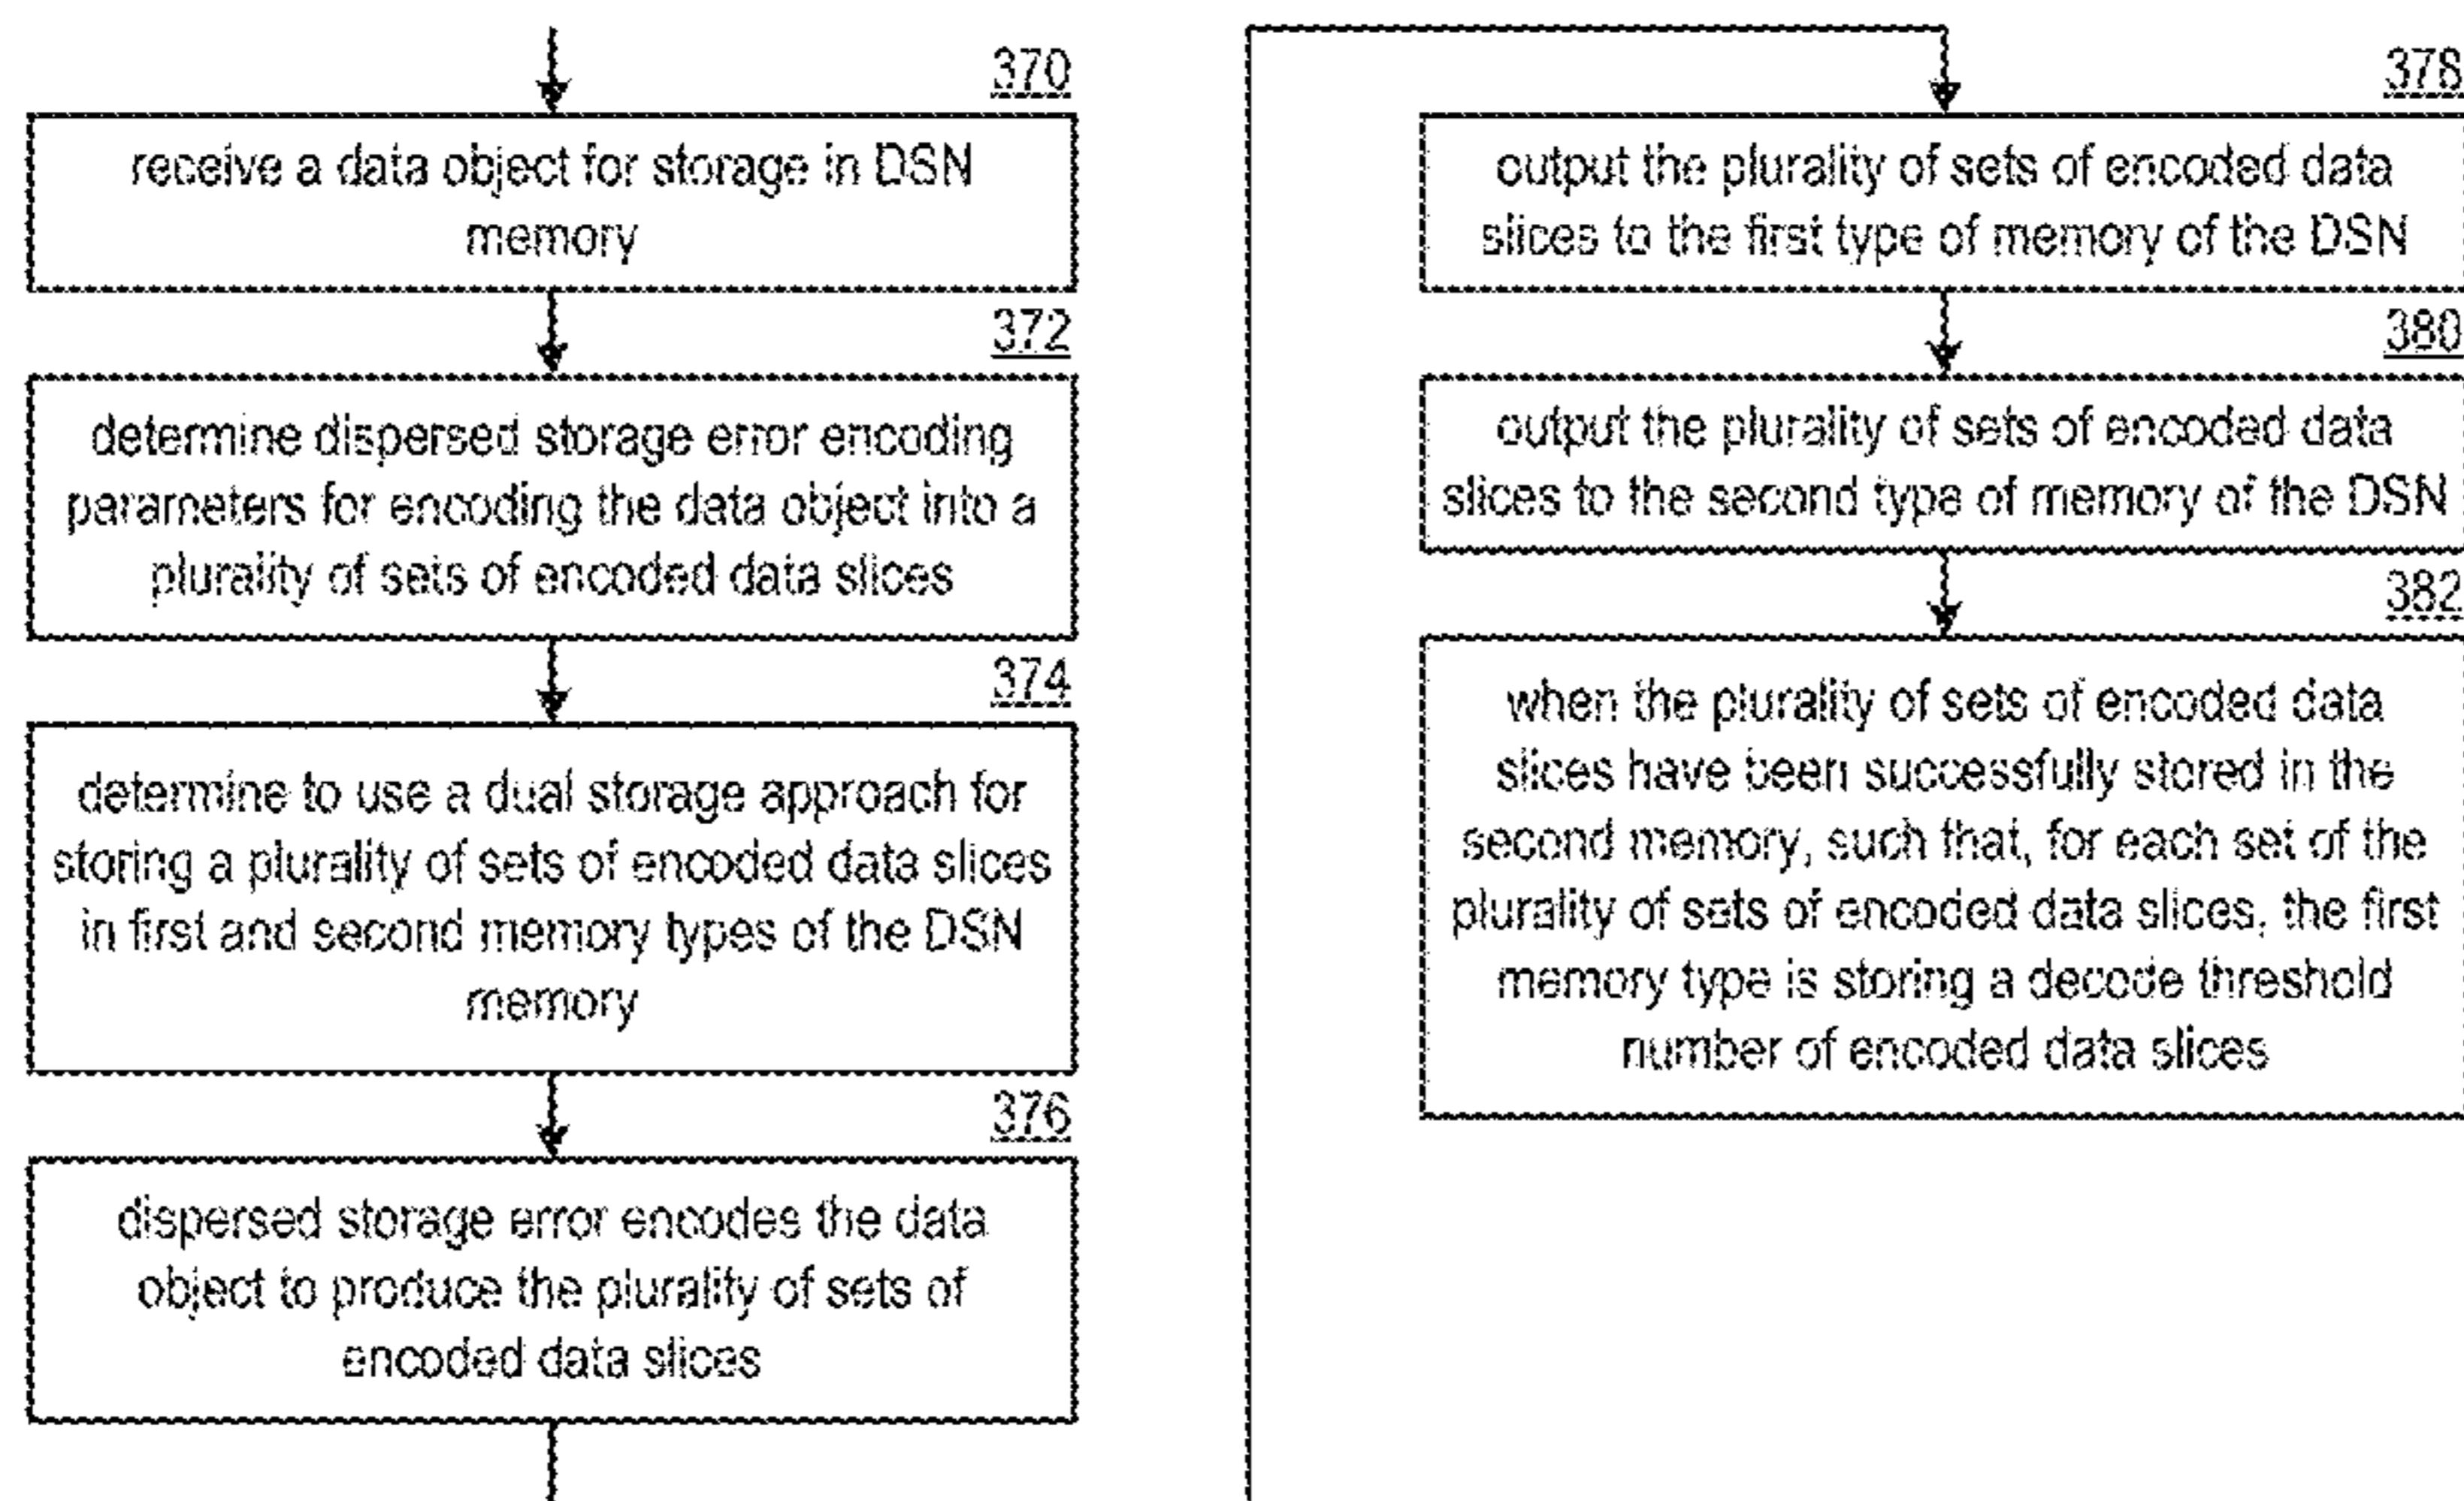 370
receive a data object for storage in DSN
memory
372
determine dispersed storage error encoding
parameters for encoding the data object into a
plurality of sets of encoded data slices
374
determine to use a dual storage approach for
storing a plurality of sets of encoded data slices
in first and second memory types of the DSN
memory
376
dispersed storage error encodes the data
object to produce the plurality of sets of
encoded data slices
378
output the plurality of sets of encoded data
slices to the first type of memory of the DSN
380
output the plurality of sets of encoded data
slices to the second type of memory of the DSN
382
when the plurality of sets of encoded data
slices have been successfully stored in the
second memory, such that, for each set of the
plurality of sets of encoded data slices, the first
memory type is storing a decode threshold
number of encoded data slices